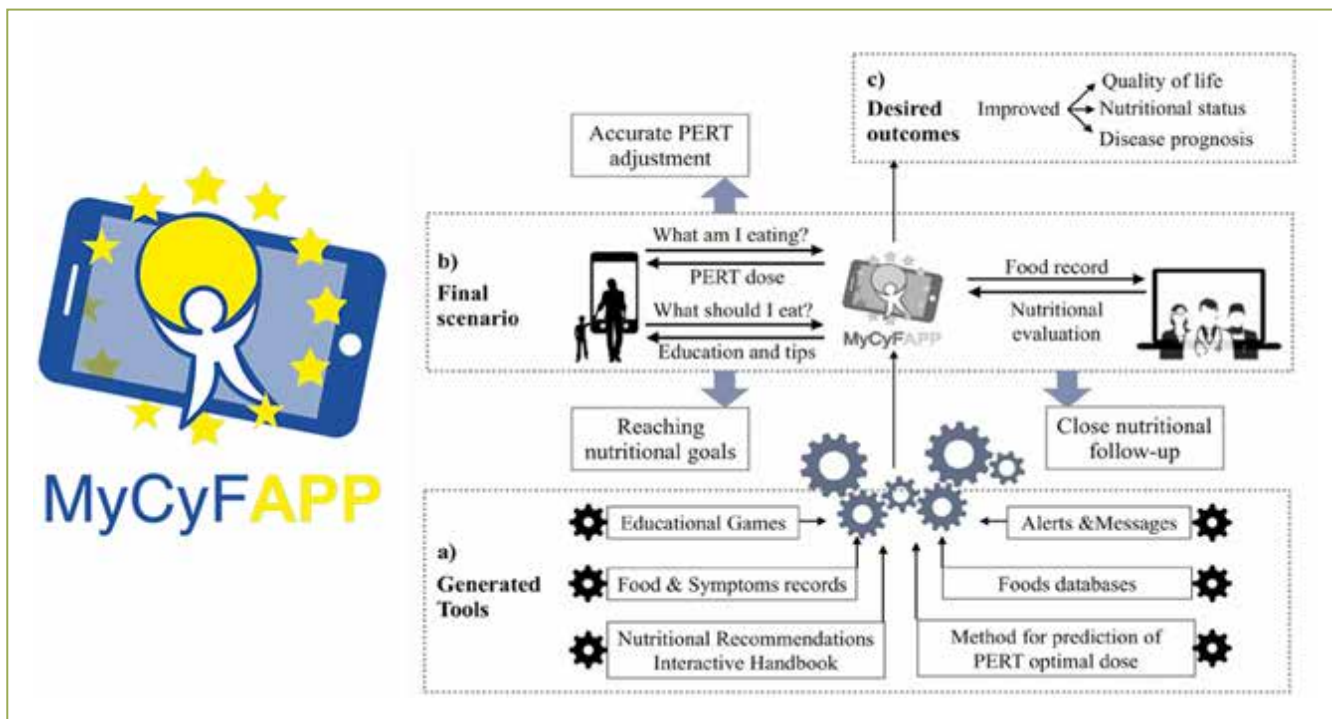 MyCyFAPP
c)
Desired
outcomes
Improved
Quality of life
Nutritional status
Disease prognosis
Accurate PERT
adjustment
b)
Final
scenario
What am I eating?
PERT dose
What should I eat?
Education and tips
MyCyFAPP
Food record
Nutritional
evaluation
Reaching
nutritional goals
Close nutritional
follow-up
a)
Generated
Tools
Educational Games
Food & Symptoms records
Nutritional Recommendations
Interactive Handbook
Alerts &Messages
Foods databases
Method for prediction of
PERT optimal dose